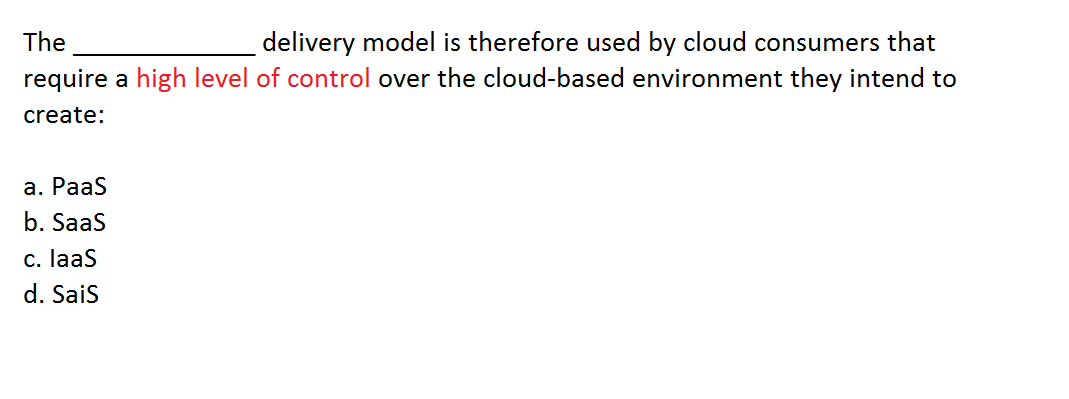 The ______________ delivery model is therefore used by cloud consumers that
require a high level of control over the cloud-based environment they intend to
create:
a. PaaS
b. SaaS
c. IaaS
d. SaiS